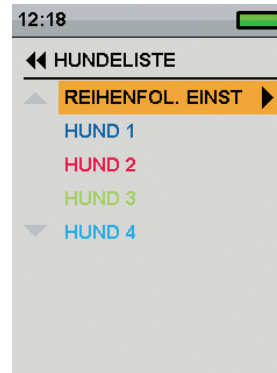 12:18
HUNDELISTE
REIHENFOL. EINST
HUND 1
HUND 2
HUND 3
HUND 4